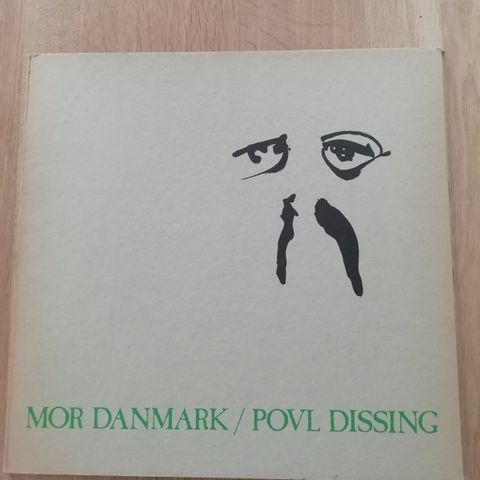 MOR DANMARK / POVL DISSING